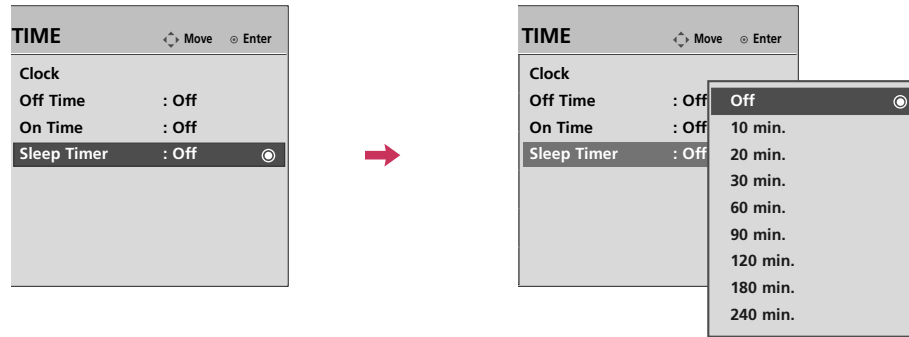 TIME Move Enter
Clock
Off Time : Off
On Time : Off
Sleep Timer : Off
TIME Move Enter
Clock
Off Time : Off
On Time : Off
Sleep Timer : Off
Off
10 min.
20 min.
30 min.
60 min.
90 min.
120 min.
180 min.
240 min.